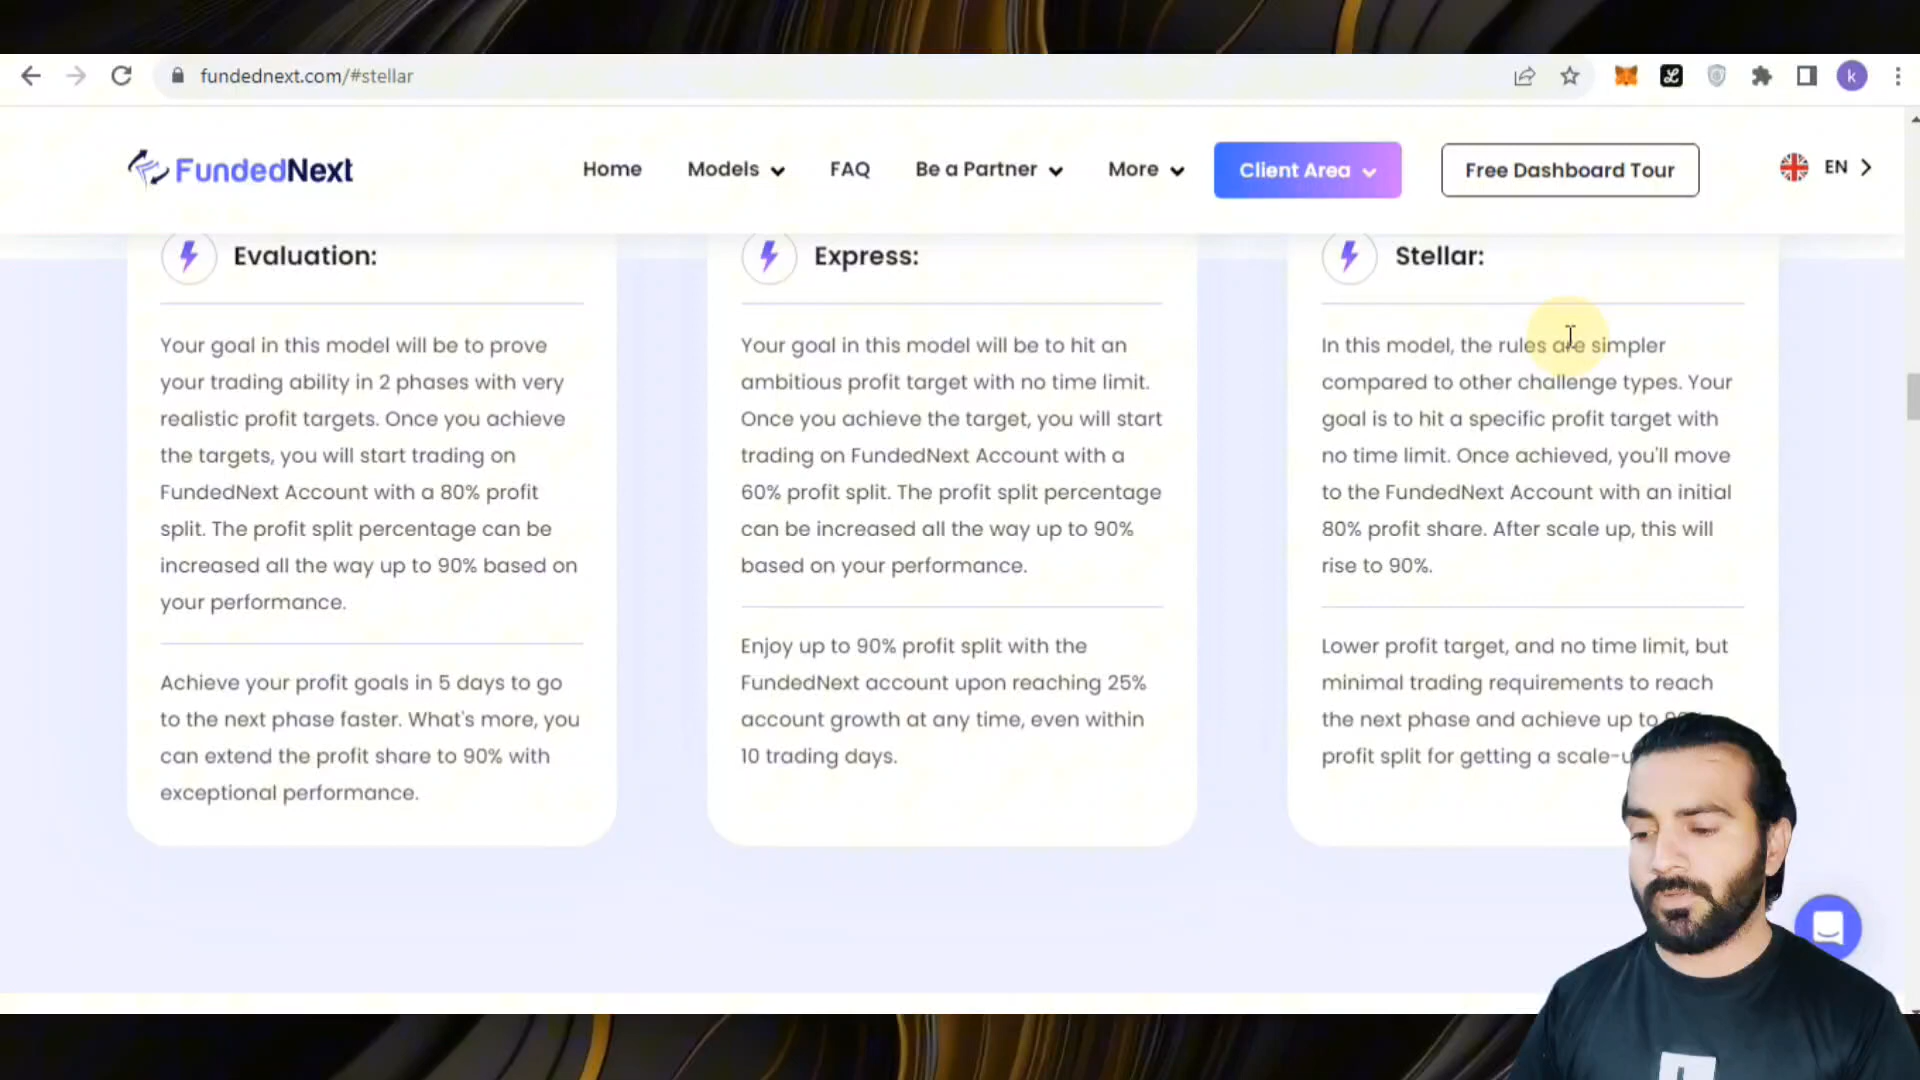 fundednext.com/#stellar
k
FundedNext
Home
Models
FAQ
Be a Partner
More
Client Area
Free Dashboard Tour
EN
Evaluation:
Your goal in this model will be to prove
your trading ability in 2 phases with very
realistic profit targets. Once you achieve
the targets, you will start trading on
FundedNext Account with a 80% profit
split. The profit split percentage can be
increased all the way up to 90% based on
your performance.
Achieve your profit goals in 5 days to go
to the next phase faster. What's more, you
can extend the profit share to 90% with
exceptional performance.
Express:
Your goal in this model will be to hit an
ambitious profit target with no time limit.
Once you achieve the target, you will start
trading on FundedNext Account with a
60% profit split. The profit split percentage
can be increased all the way up to 90%
based on your performance.
Enjoy up to 90% profit split with the
FundedNext account upon reaching 25%
account growth at any time, even within
10 trading days.
Stellar:
In this model, the rules are simpler
compared to other challenge types. Your
goal is to hit a specific profit target with
no time limit. Once achieved, you'll move
to the FundedNext Account with an initial
80% profit share. After scale up, this will
rise to 90%.
Lower profit target, and no time limit, but
minimal trading requirements to reach
the next phase and achieve up to
profit split for getting a